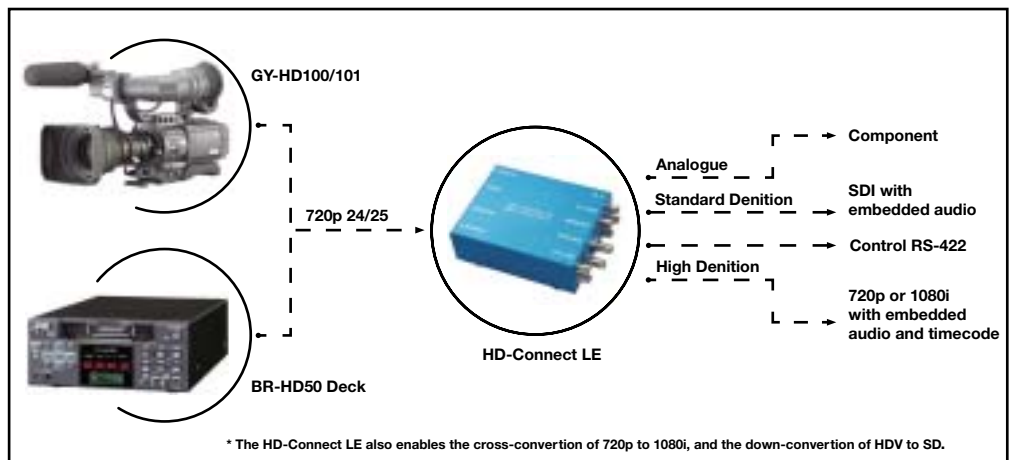 GY-HD100/101
720p 24/25
BR-HD50 Deck
HD-Connect LE
Analogue
Component
Standard Denition
SDI with
embedded audio
Control RS-422
High Denition
720p or 1080i
with embedded
audio and timecode
* The HD-Connect LE also enables the cross-convertion of 720p to 1080i, and the down-convertion of HDV to SD.